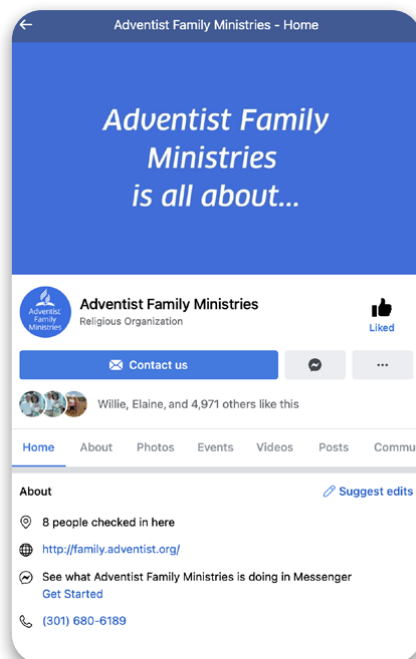 Adventist Family Ministries - Home
Adventist Family
Ministries
is all about...
Adventist
Family
Ministries
Adventist Family Ministries
Religious Organization
Liked
Contact us
...
Willie, Elaine, and 4,971 others like this
Home About Photos Events Videos Posts Commu
About
Suggest edits
8 people checked in here
http://family.adventist.org/
See what Adventist Family Ministries is doing in Messenger
Get Started
(301) 680-6189